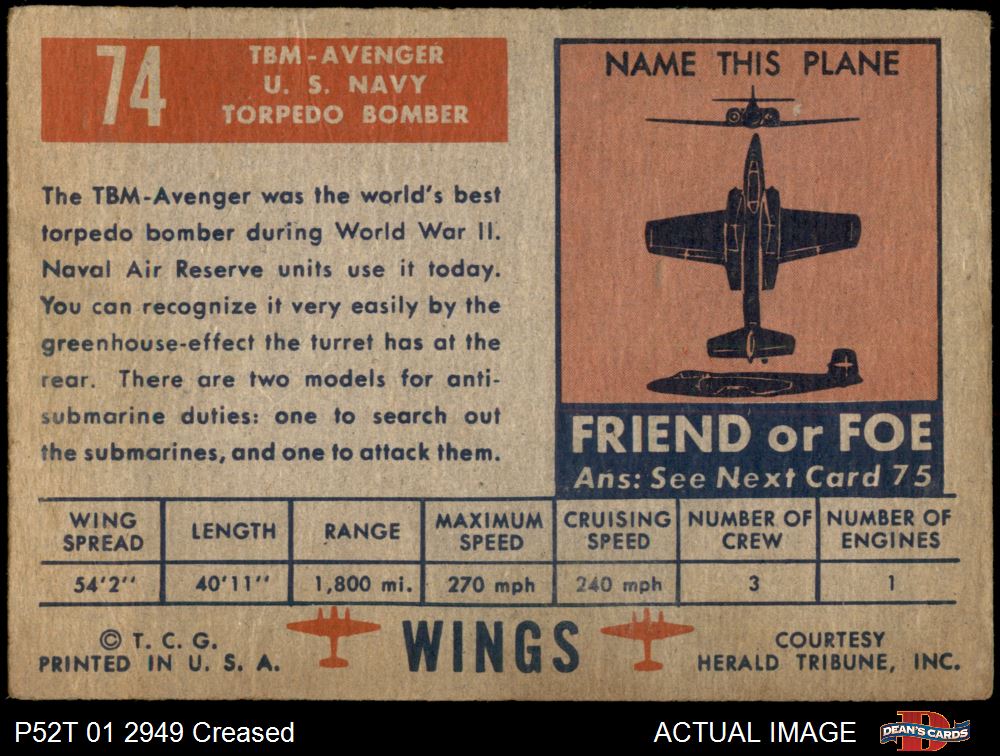 74
TBM-AVENGER
U. S. NAVY
TORPEDO BOMBER
The TBM-Avenger was the world's best
torpedo bomber during World War II.
Naval Air Reserve units use it today.
You can recognize it very easily by the
greenhouse-effect the turret has at the
rear. There are two models for anti-
submarine duties: one to search out
the submarines, and one to attack them.
NAME THIS PLANE
FRIEND or FOE
Ans: See Next Card 75
WING SPREAD LENGTH RANGE MAXIMUM SPEED CRUISING SPEED NUMBER OF CREW NUMBER OF ENGINES
54'2'' 40'11'' 1,800 mi. 270 mph 240 mph 3 1
© T. C. G.
PRINTED IN U. S. A.
WINGS
COURTESY
HERALD TRIBUNE, INC.
P52T 01 2949 Creased
ACTUAL IMAGE
D
DEAN'S CARDS